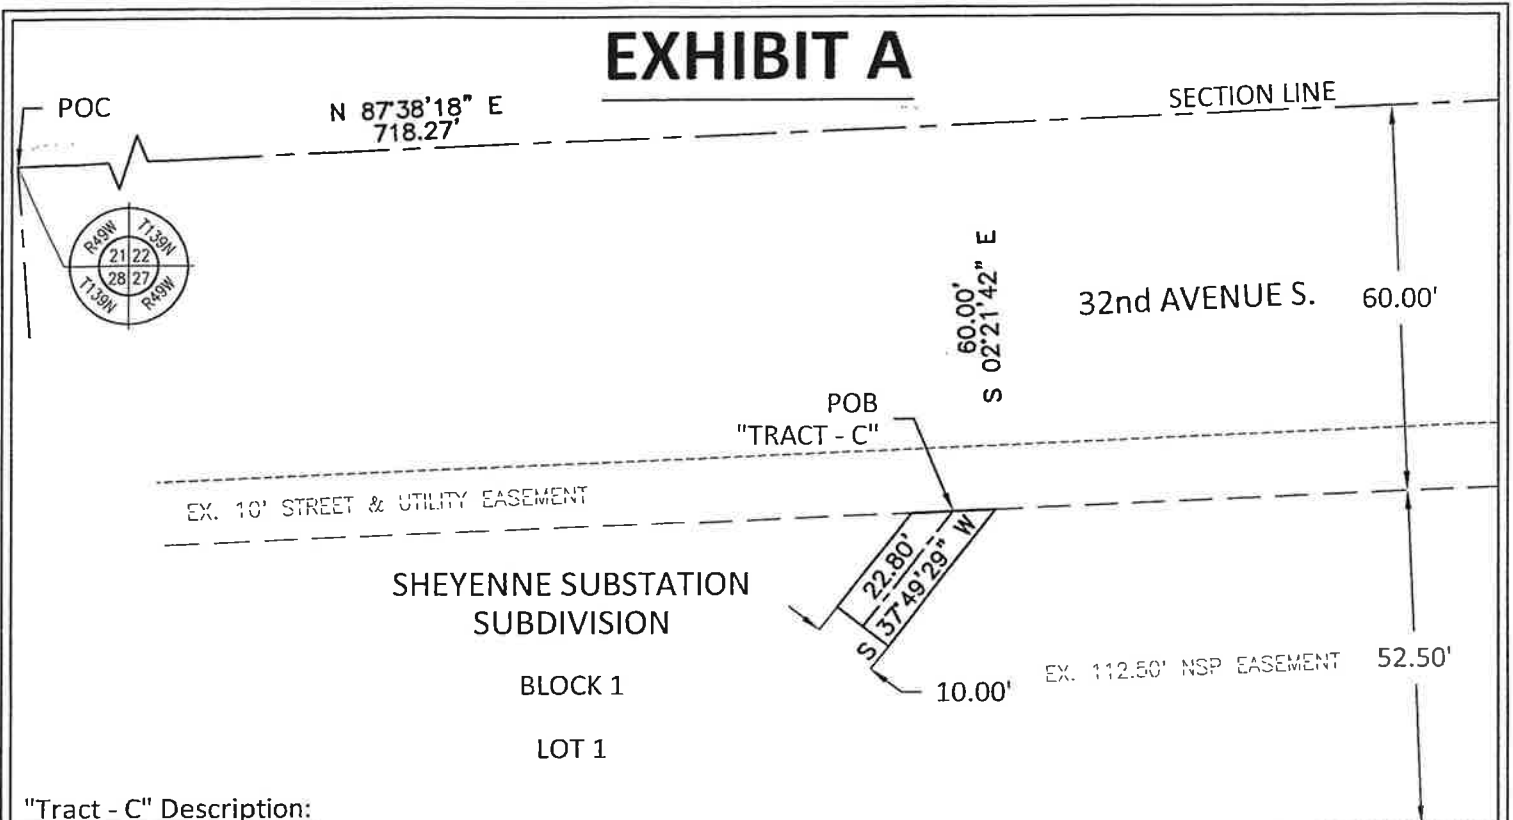 EXHIBIT A
POC
N 87°38'18" E
718.27'
SECTION LINE
R49W
T139N
21
22
28
27
T139N
R49W
60.00'
S 02°21'42" E
32nd AVENUE S.
60.00'
POB
"TRACT - C"
EX. 10' STREET & UTILITY EASEMENT
22.80'
S 37°49'29" W
SHEYENNE SUBSTATION
SUBDIVISION
BLOCK 1
LOT 1
10.00'
EX. 112.50' NSP EASEMENT
52.50'
"Tract - C" Description: